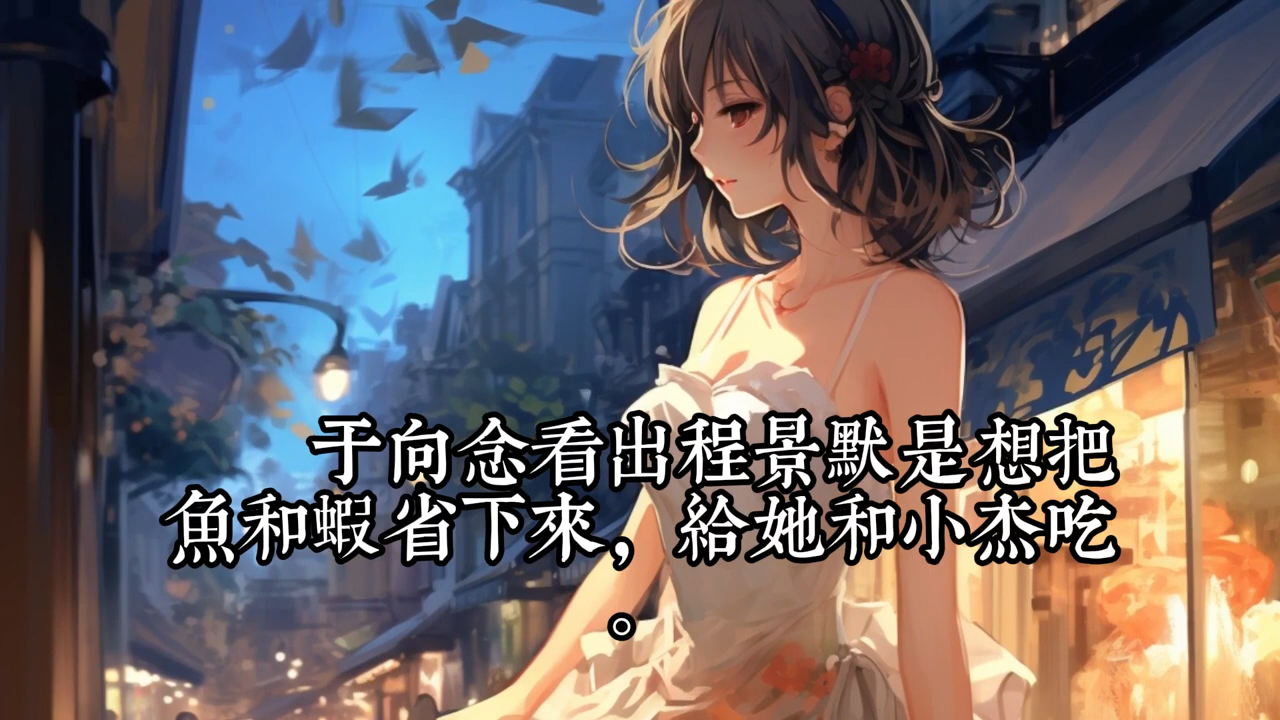 于向念看出程景默是想把
魚和蝦省下來，給她和小杰吃
。